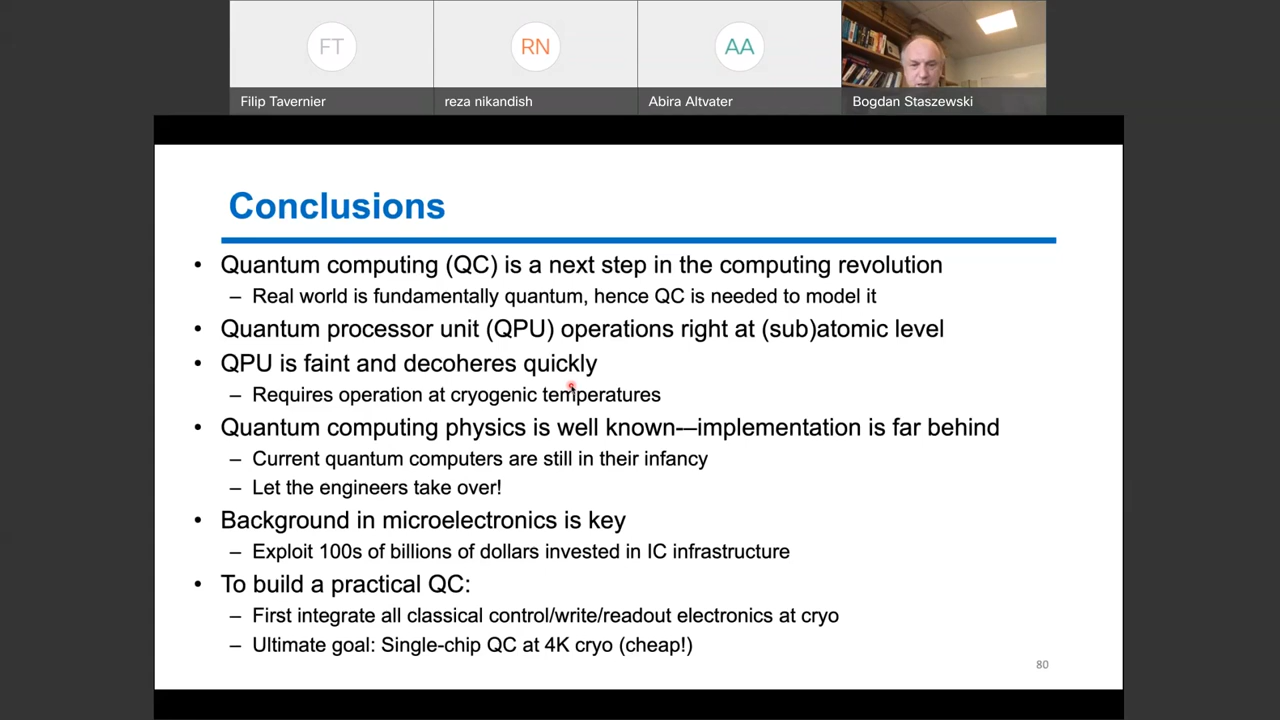 FT
RN
AA
Filip Tavernier
reza nikandish
Abira Altvater
Bogdan Staszewski
Conclusions
• Quantum computing (QC) is a next step in the computing revolution
– Real world is fundamentally quantum, hence QC is needed to model it
• Quantum processor unit (QPU) operations right at (sub)atomic level
• QPU is faint and decoheres quickly
– Requires operation at cryogenic temperatures
• Quantum computing physics is well known-–implementation is far behind
– Current quantum computers are still in their infancy
– Let the engineers take over!
• Background in microelectronics is key
– Exploit 100s of billions of dollars invested in IC infrastructure
• To build a practical QC:
– First integrate all classical control/write/readout electronics at cryo
– Ultimate goal: Single-chip QC at 4K cryo (cheap!)
80